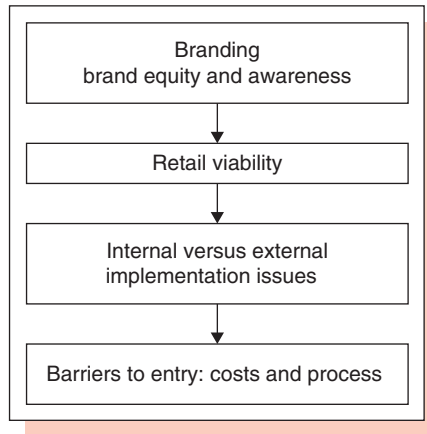 Branding
brand equity and awareness
Retail viability
Internal versus external
implementation issues
Barriers to entry: costs and process